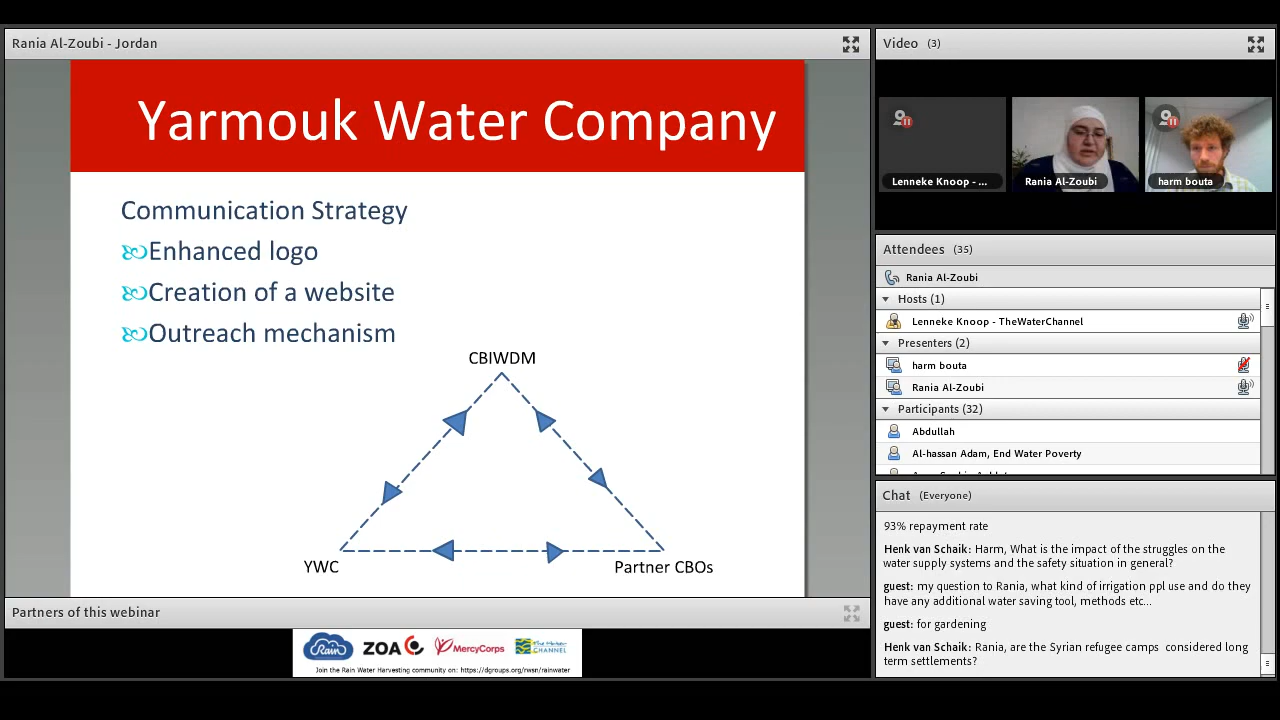 Rania Al-Zoubi - Jordan
Yarmouk Water Company
Communication Strategy
Enhanced logo
Creation of a website
Outreach mechanism
CBIWDM
YWC
Partner CBOs
Partners of this webinar
Rain
ZOA
MercyCorps
CHANNEL
Join the Rain Water Harvesting community on: https://dgroups.org/rwsn/rainwater
Video (3)
Lenneke Knoop - ...
Rania Al-Zoubi
harm bouta
Attendees (35)
Rania Al-Zoubi
Hosts (1)
Lenneke Knoop - TheWaterChannel
Presenters (2)
harm bouta
Rania Al-Zoubi
Participants (32)
Abdullah
Al-hassan Adam, End Water Poverty
Chat (Everyone)
93% repayment rate
Henk van Schaik: Harm, What is the impact of the struggles on the
water supply systems and the safety situation in general?
guest: my question to Rania, what kind of irrigation ppl use and do they
have any additional water saving tool, methods etc...
guest: for gardening
Henk van Schaik: Rania, are the Syrian refugee camps considered long
term settlements?